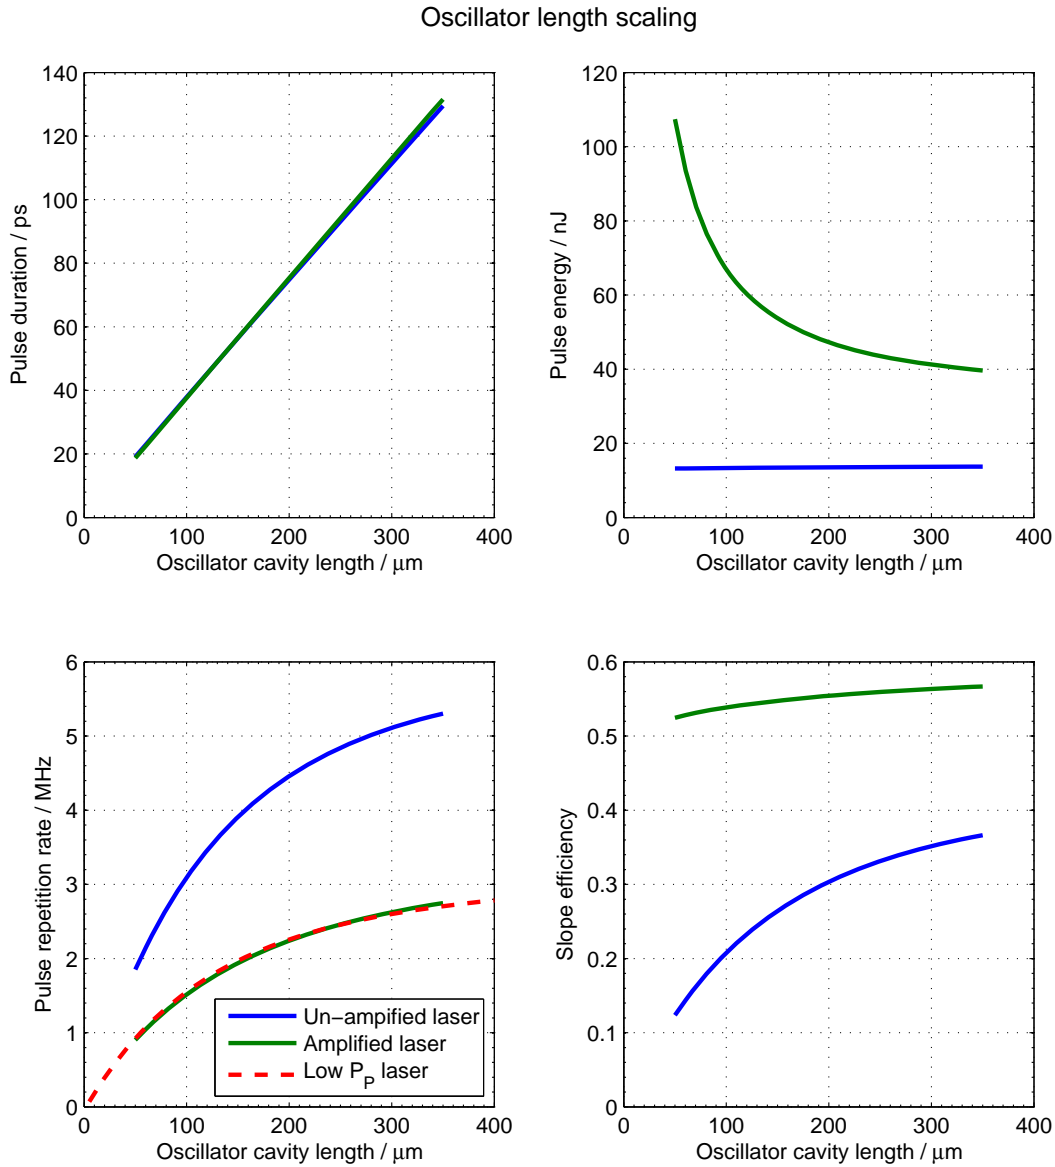 Oscillator length scaling
140
120
100
80
60
40
20
0
Pulse duration / ps
0 100 200 300 400
Oscillator cavity length / μm
120
100
80
60
40
20
0
Pulse energy / nJ
0 100 200 300 400
Oscillator cavity length / μm
6
5
4
3
2
1
0
Pulse repetition rate / MHz
Un−ampified laser
Amplified laser
Low P_P laser
0 100 200 300 400
Oscillator cavity length / μm
0.6
0.5
0.4
0.3
0.2
0.1
0
Slope efficiency
0 100 200 300 400
Oscillator cavity length / μm